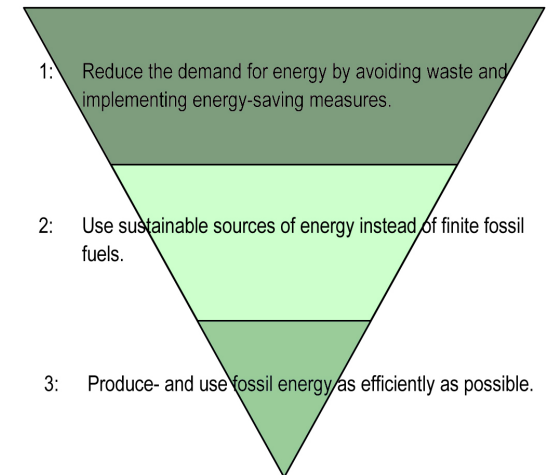 1: Reduce the demand for energy by avoiding waste and
implementing energy-saving measures.
2: Use sustainable sources of energy instead of finite fossil
fuels.
3: Produce- and use fossil energy as efficiently as possible.